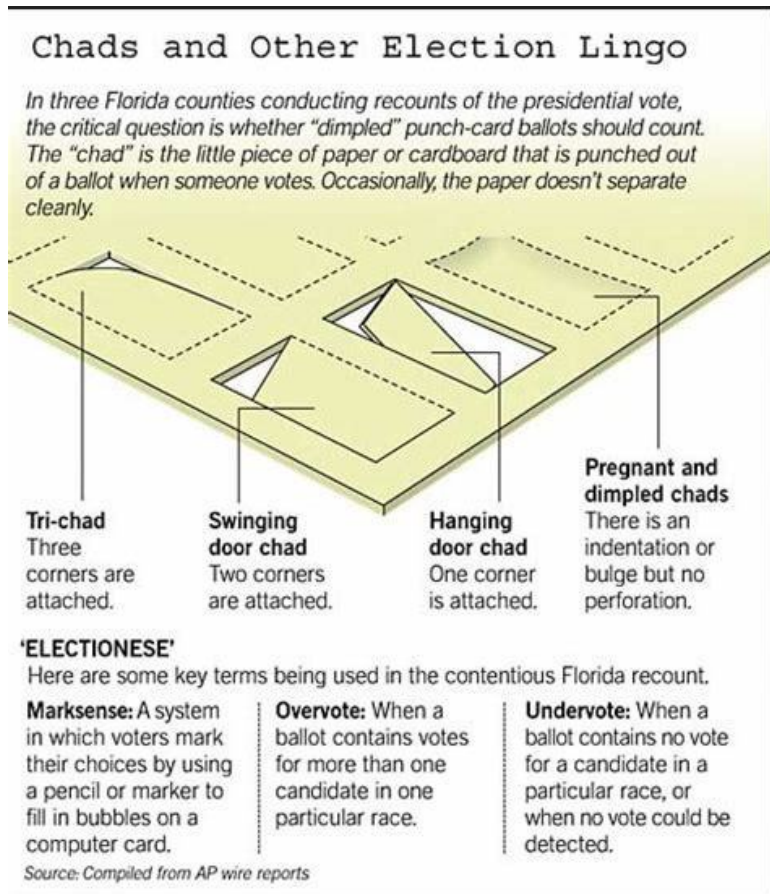 Chads and Other Election Lingo
In three Florida counties conducting recounts of the presidential vote,
the critical question is whether "dimpled" punch-card ballots should count.
The "chad" is the little piece of paper or cardboard that is punched out
of a ballot when someone votes. Occasionally, the paper doesn't separate
cleanly.
Tri-chad
Three
corners are
attached.
Swinging
door chad
Two corners
are attached.
Hanging
door chad
One corner
is attached.
Pregnant and
dimpled chads
There is an
indentation or
bulge but no
perforation.
'ELECTIONESE'
Here are some key terms being used in the contentious Florida recount.
Marksense: A system
in which voters mark
their choices by using
a pencil or marker to
fill in bubbles on a
computer card.
Overvote: When a
ballot contains votes
for more than one
candidate in one
particular race.
Undervote: When a
ballot contains no vote
for a candidate in a
particular race, or
when no vote could be
detected.
Source: Compiled from AP wire reports